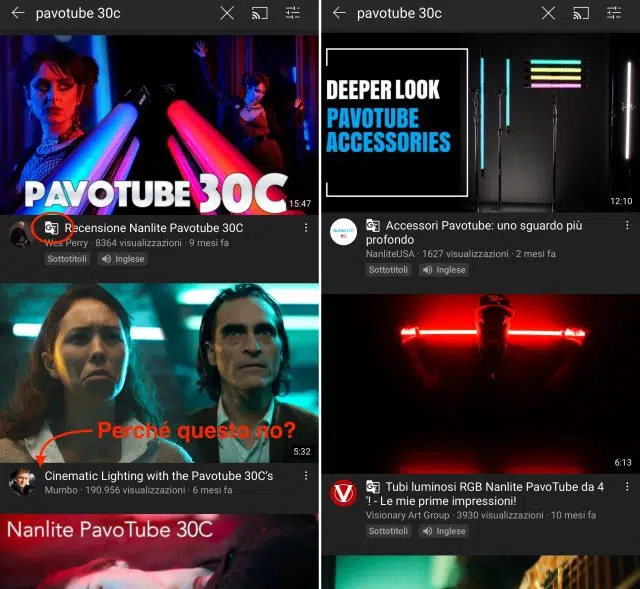 pavotube 30c
PAVOTUBE 30C
15:47
Recensione Nanlite Pavotube 30C
Wes Perry · 8364 visualizzazioni · 9 mesi fa
Sottotitoli
Inglese
Perché questo no?
5:32
Cinematic Lighting with the Pavotube 30C's
Mumbo · 190.956 visualizzazioni · 6 mesi fa
Nanlite PavoTube 30C
pavotube 30c
DEEPER LOOK
PAVOTUBE
ACCESSORIES
12:10
NANLITE
Accessori Pavotube: uno sguardo più
profondo
NanliteUSA · 1627 visualizzazioni · 2 mesi fa
Sottotitoli
Inglese
6:13
V
Tubi luminosi RGB Nanlite PavoTube da 4
'! - Le mie prime impressioni!
Visionary Art Group · 3930 visualizzazioni · 10 mesi fa
Sottotitoli
Inglese